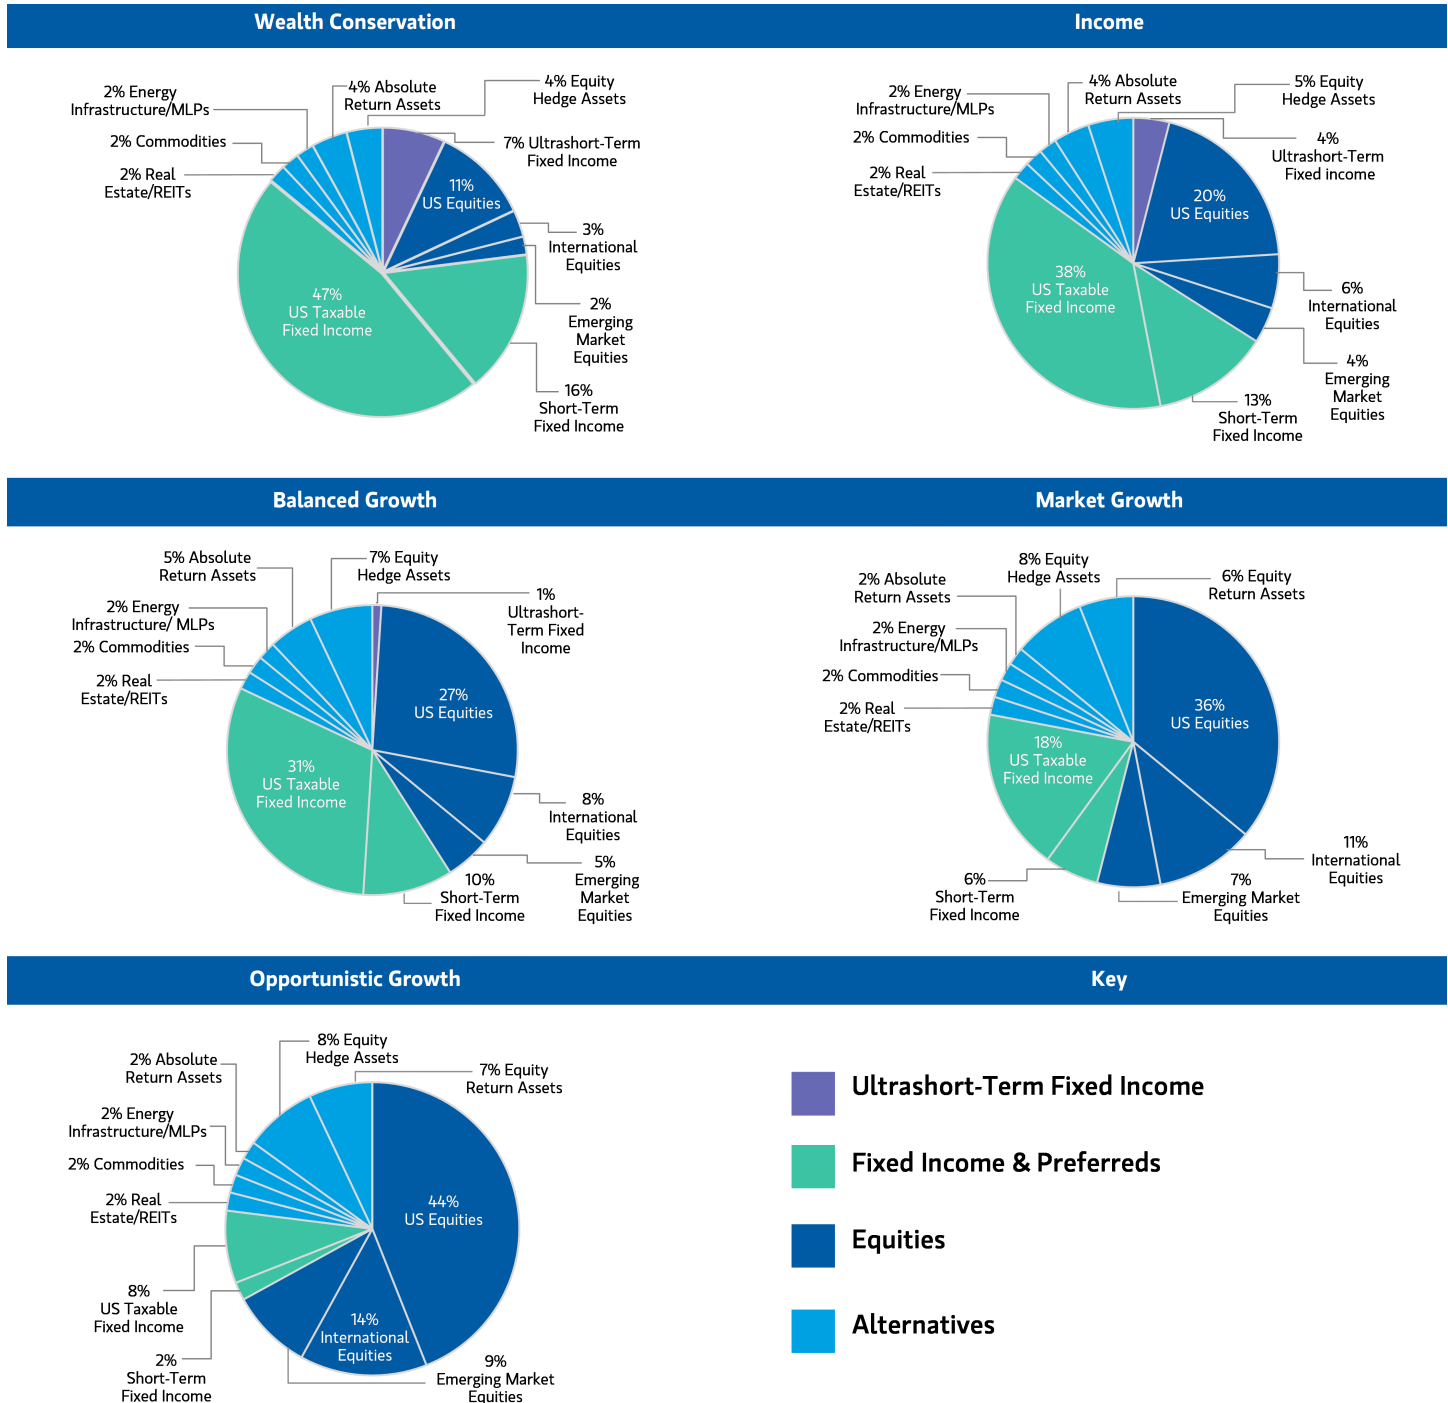 Wealth Conservation
2% Energy
Infrastructure/MLPs
4% Absolute
Return Assets
4% Equity
Hedge Assets
2% Commodities
7% Ultrashort-Term
Fixed Income
2% Real
Estate/REITs
11%
US Equities
3%
International
Equities
47%
US Taxable
Fixed Income
2%
Emerging
Market
Equities
16%
Short-Term
Fixed Income
Income
2% Energy
Infrastructure/MLPs
4% Absolute
Return Assets
5% Equity
Hedge Assets
2% Commodities
4%
Ultrashort-Term
Fixed income
2% Real
Estate/REITs
20%
US Equities
38%
US Taxable
Fixed Income
6%
International
Equities
4%
Emerging
Market
Equities
13%
Short-Term
Fixed Income
Balanced Growth
5% Absolute
Return Assets
7% Equity
Hedge Assets
2% Energy
Infrastructure/ MLPs
1%
Ultrashort-
Term Fixed
Income
2% Commodities
2% Real
Estate/REITs
27%
US Equities
31%
US Taxable
Fixed Income
8%
International
Equities
5%
Emerging
Market
Equities
10%
Short-Term
Fixed Income
Market Growth
8% Equity
Hedge Assets
2% Absolute
Return Assets
6% Equity
Return Assets
2% Energy
Infrastructure/MLPs
2% Commodities
2% Real
Estate/REITs
36%
US Equities
18%
US Taxable
Fixed Income
11%
International
Equities
6%
Short-Term
Fixed Income
7%
Emerging Market
Equities
Opportunistic Growth
8% Equity
Hedge Assets
2% Absolute
Return Assets
7% Equity
Return Assets
2% Energy
Infrastructure/MLPs
2% Commodities
2% Real
Estate/REITs
44%
US Equities
8%
US Taxable
Fixed Income
14%
International
Equities
2%
Short-Term
Fixed Income
9%
Emerging Market
Equities
Key
Ultrashort-Term Fixed Income
Fixed Income & Preferreds
Equities
Alternatives